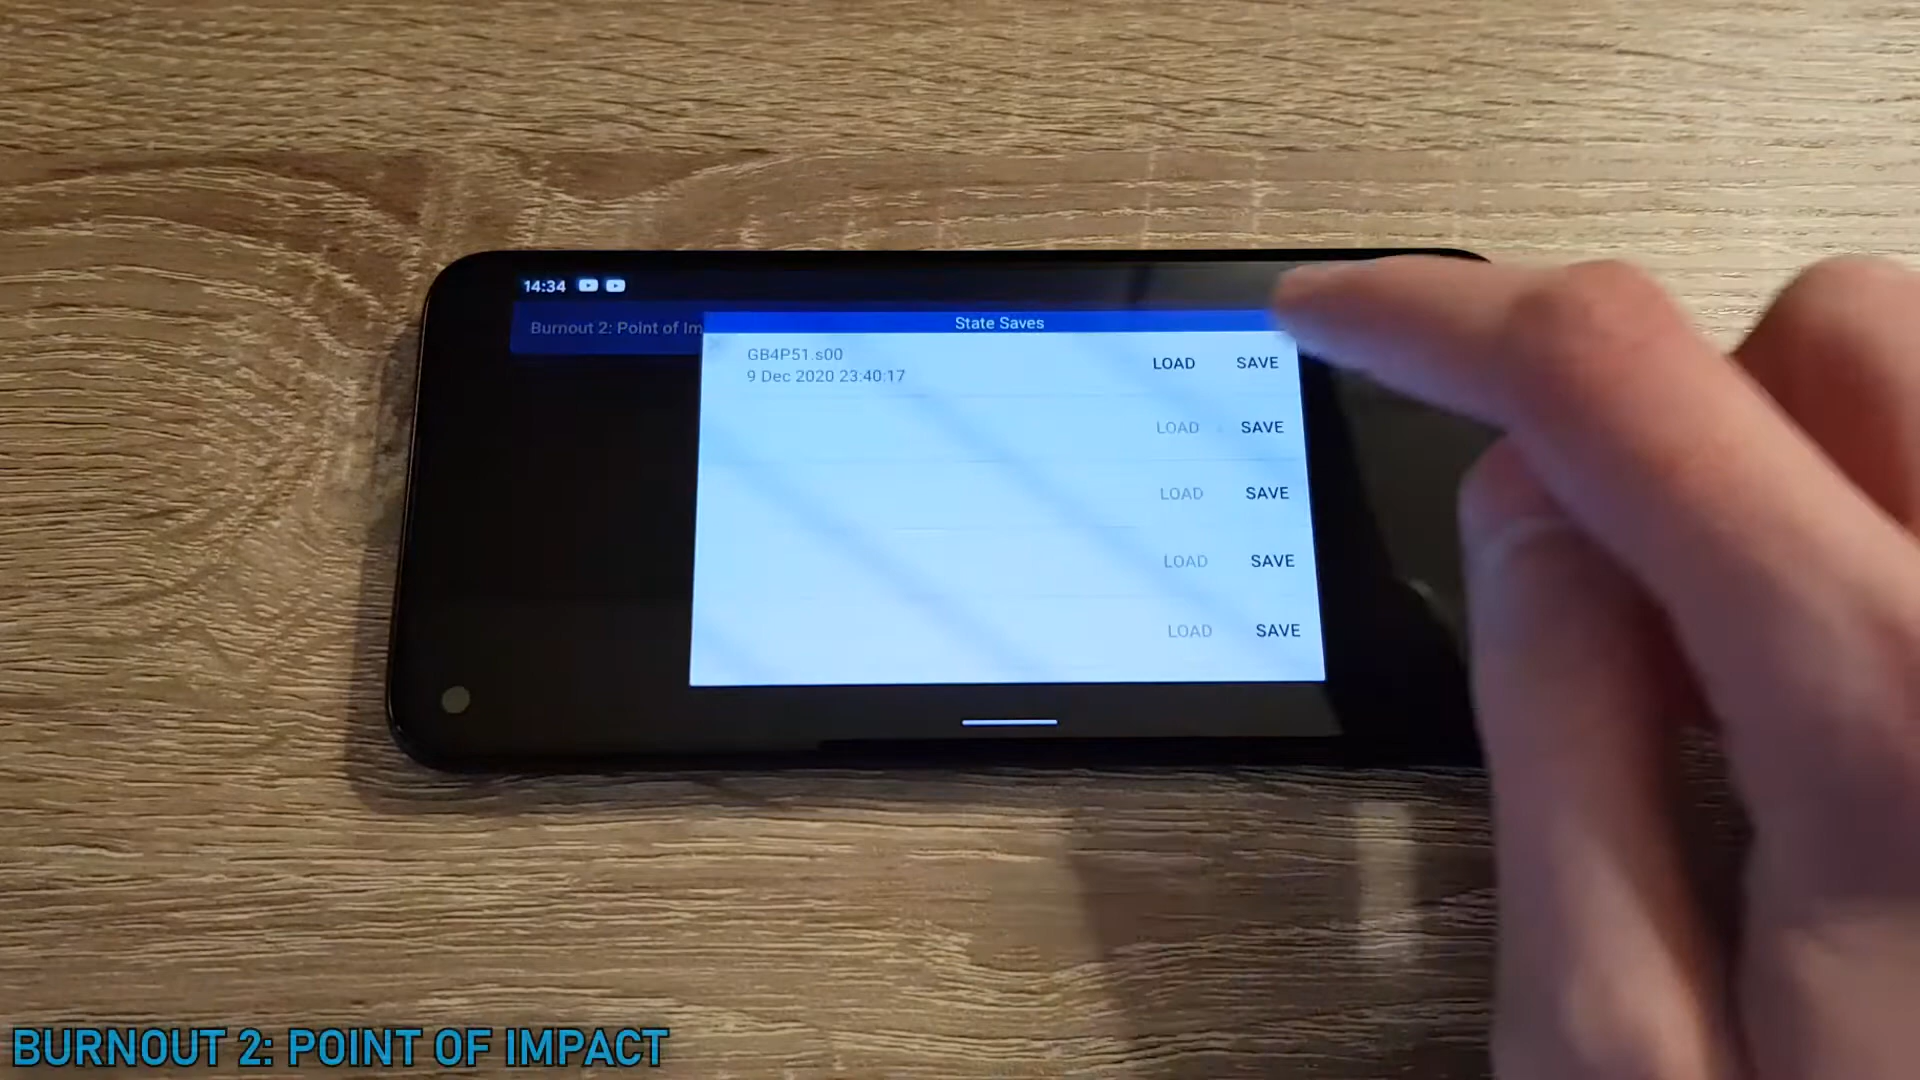 14:34
Burnout 2: Point of Im
State Saves
GB4P51.s00
9 Dec 2020 23:40:17
LOAD SAVE
LOAD SAVE
LOAD SAVE
LOAD SAVE
LOAD SAVE
BURNOUT 2: POINT OF IMPACT